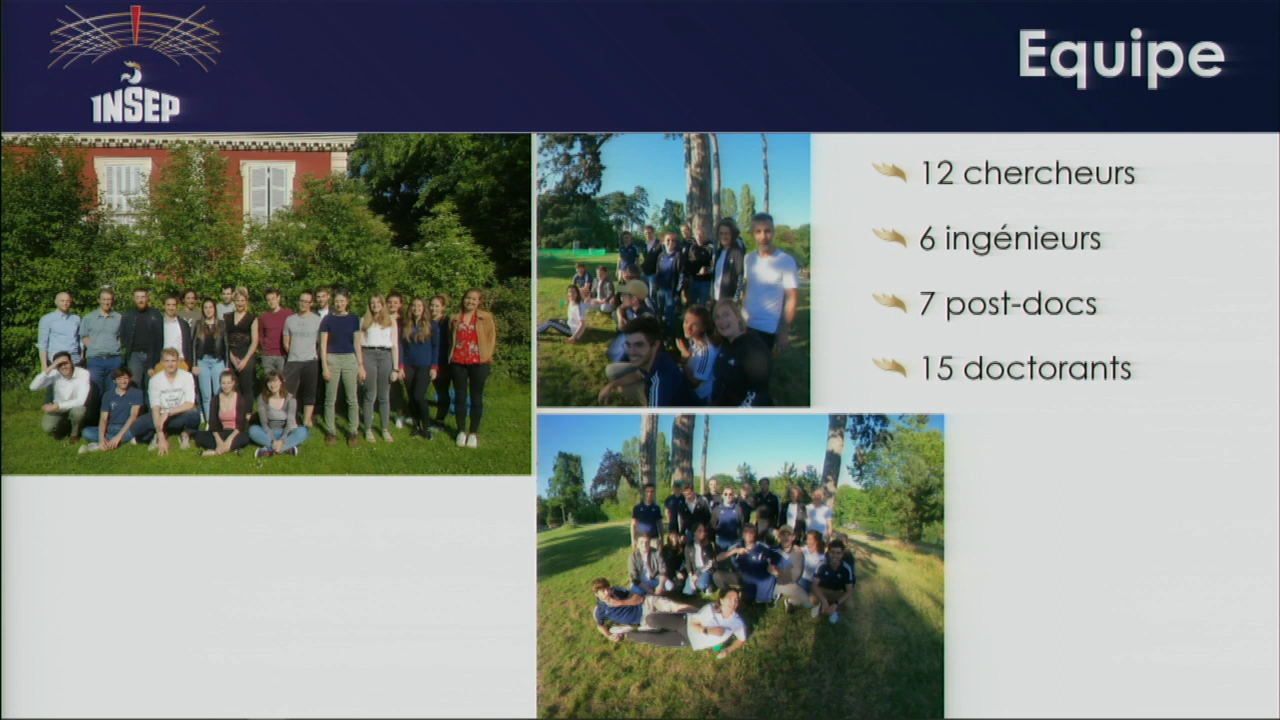 INSEP
Equipe
12 chercheurs
6 ingénieurs
7 post-docs
15 doctorants